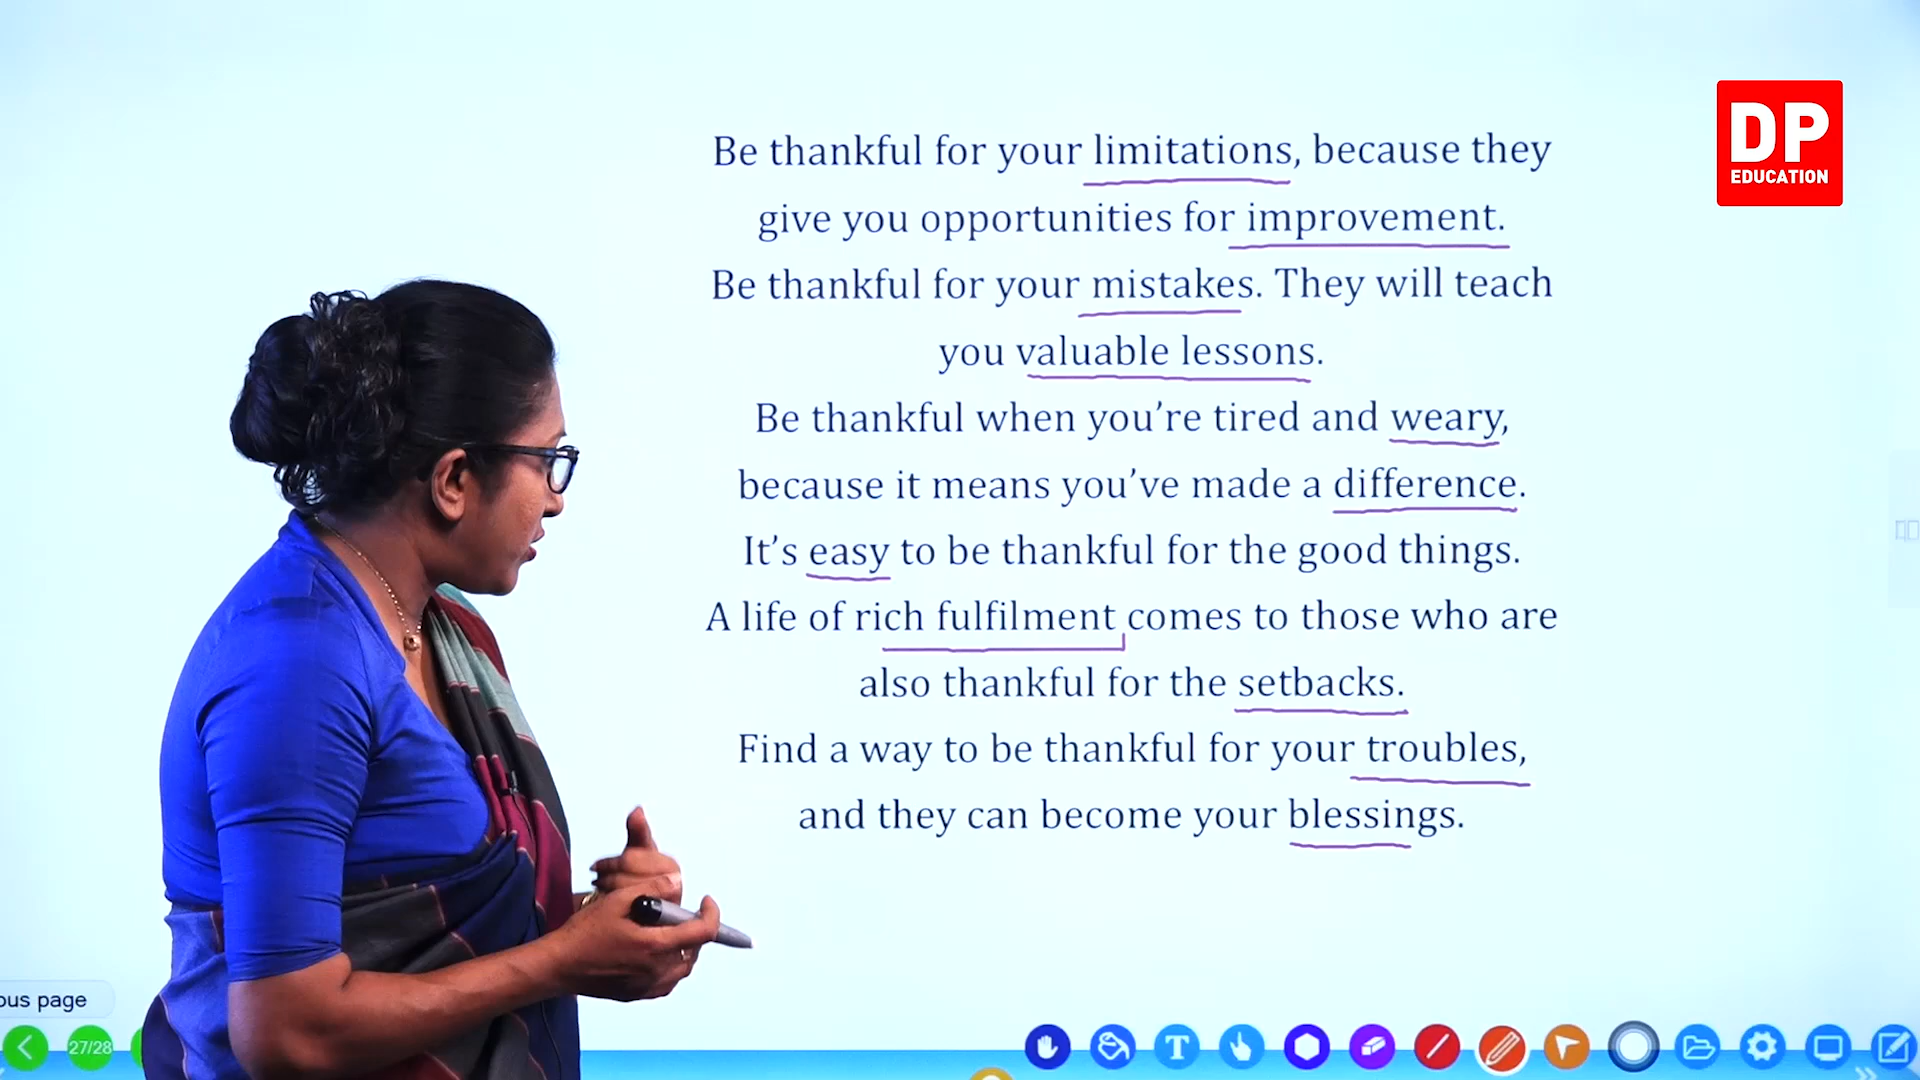 DP
EDUCATION
Be thankful for your limitations, because they
give you opportunities for improvement.
Be thankful for your mistakes. They will teach
you valuable lessons.
Be thankful when you’re tired and weary,
because it means you’ve made a difference.
It’s easy to be thankful for the good things.
A life of rich fulfilment comes to those who are
also thankful for the setbacks.
Find a way to be thankful for your troubles,
and they can become your blessings.
ous page
27/28
T